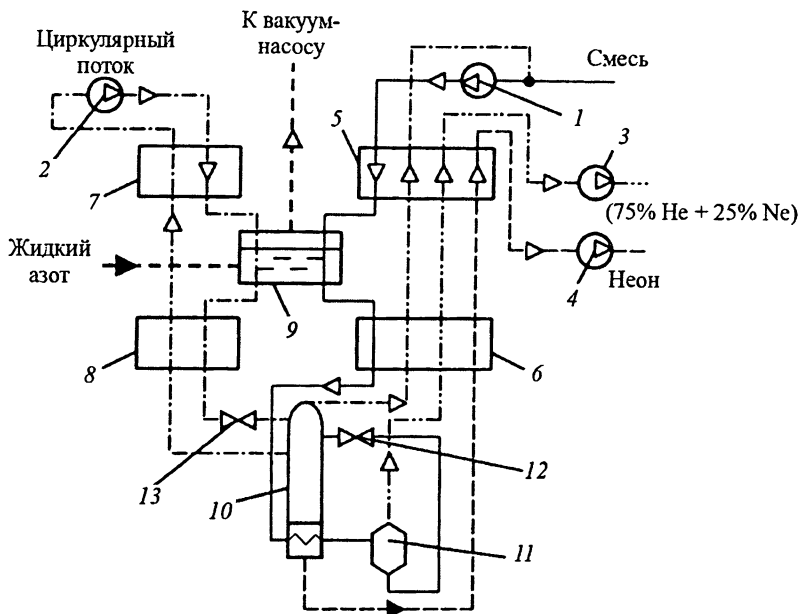 К вакуум-
насосу
Циркулярный
поток
Смесь
1
2
5
3
7
(75% He + 25% Ne)
Жидкий
азот
4
Неон
9
8
6
13
12
10
11